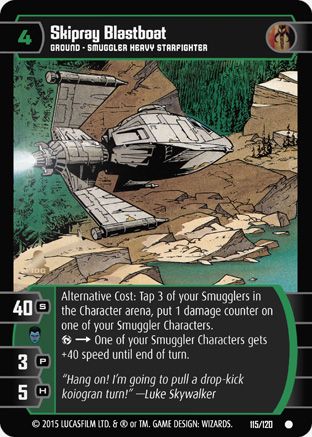 4
Skipray Blastboat
GROUND - SMUGGLER HEAVY STARFIGHTER
40 S
3 P
5 H
Alternative Cost: Tap 3 of your Smugglers in
the Character arena, put 1 damage counter on
one of your Smuggler Characters.
One of your Smuggler Characters gets
+40 speed until end of turn.
"Hang on! I'm going to pull a drop-kick
koiogran turn!" —Luke Skywalker
© 2015 LUCASFILM LTD. & ® or TM. GAME DESIGN: WIZARDS. 115/120